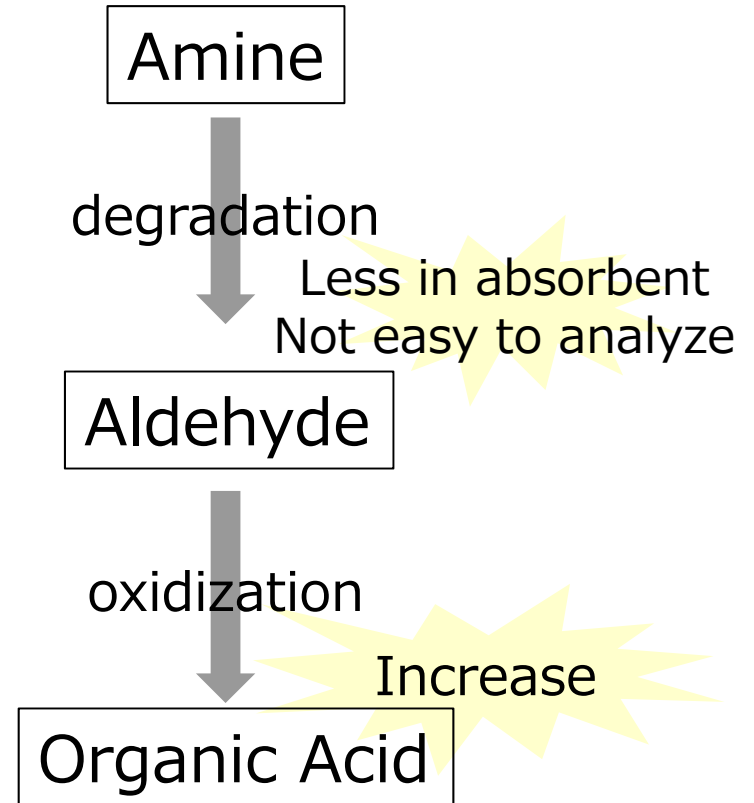 Amine
degradation
Less in absorbent
Not easy to analyze
Aldehyde
oxidization
Increase
Organic Acid